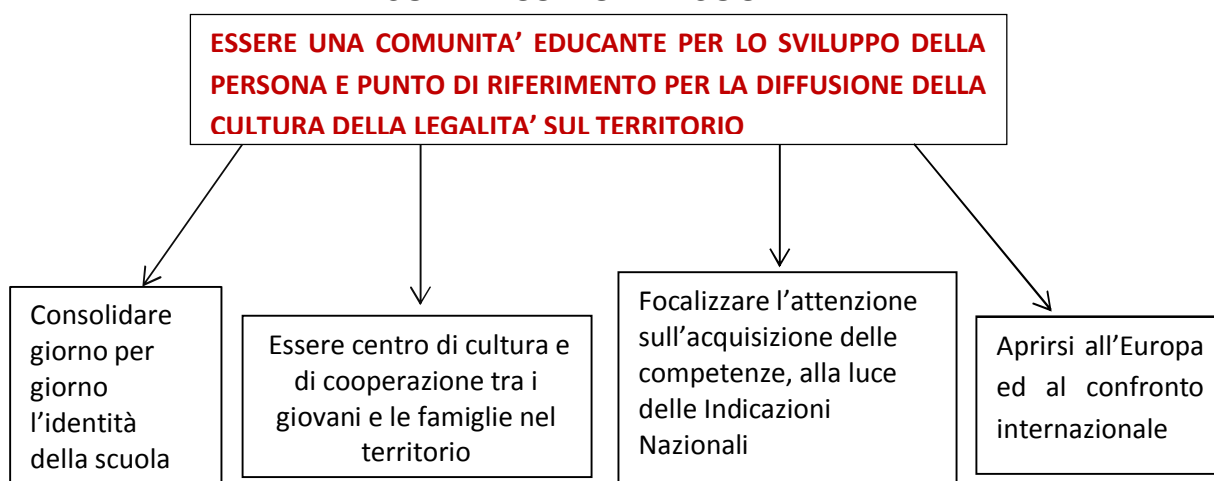 ESSERE UNA COMUNITA’ EDUCANTE PER LO SVILUPPO DELLA
PERSONA E PUNTO DI RIFERIMENTO PER LA DIFFUSIONE DELLA
CULTURA DELLA LEGALITA’ SUL TERRITORIO
Consolidare
giorno per
giorno
l’identità
della scuola
Essere centro di cultura e
di cooperazione tra i
giovani e le famiglie nel
territorio
Focalizzare l’attenzione
sull’acquisizione delle
competenze, alla luce
delle Indicazioni
Nazionali
Aprirsi all’Europa
ed al confronto
internazionale